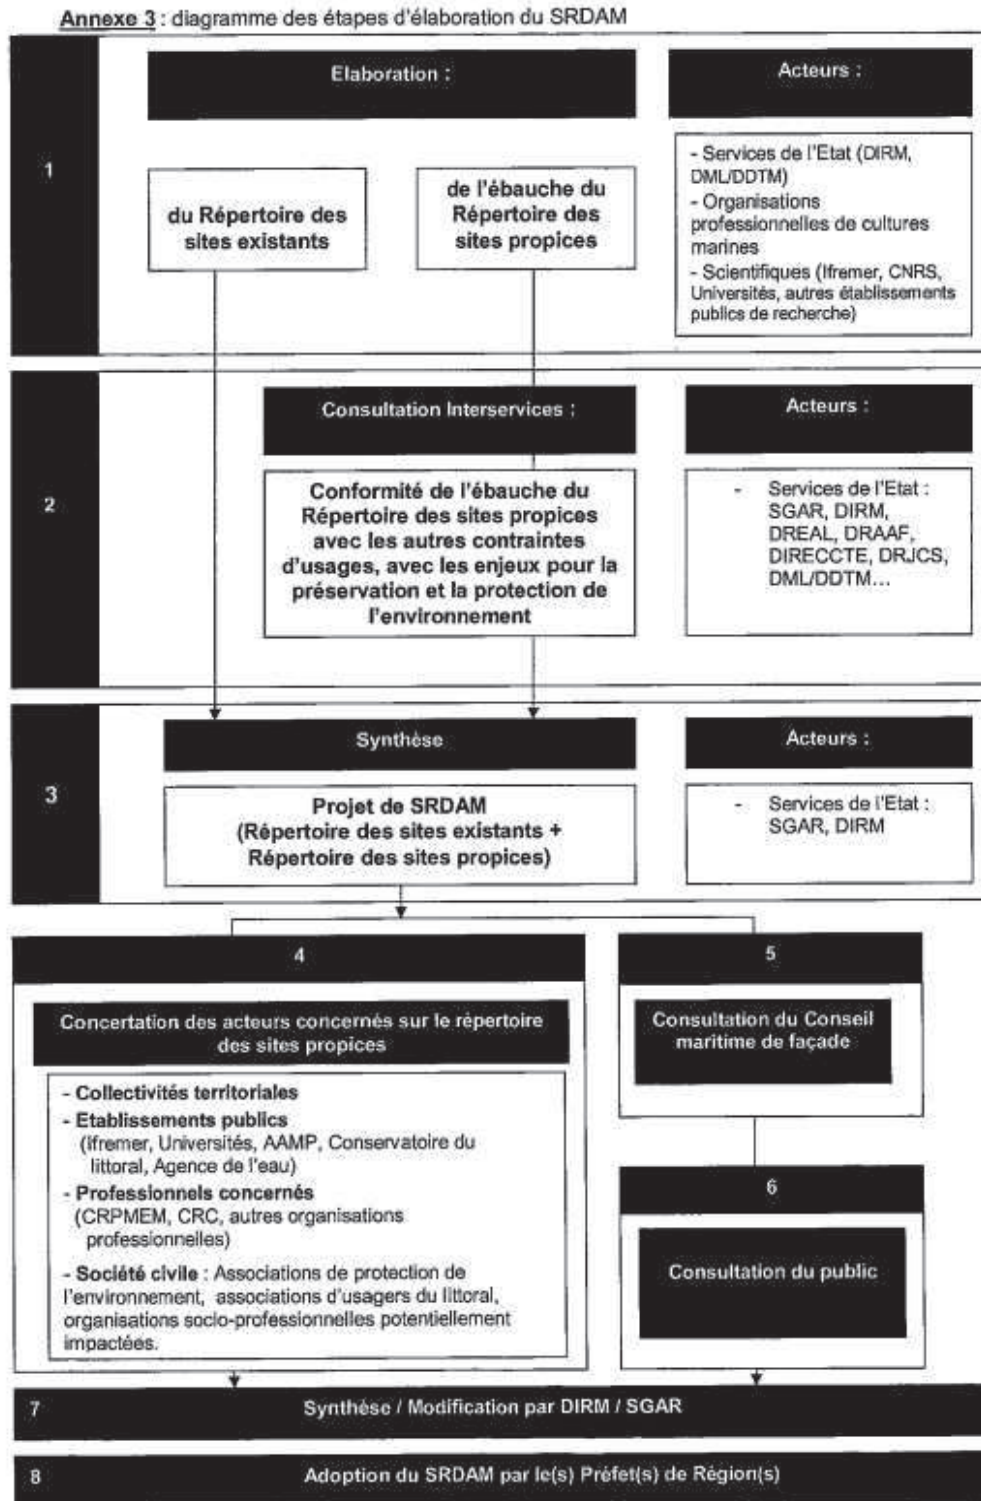 Annexe 3 : diagramme des étapes d'élaboration du SRDAM
1
Elaboration :
du Répertoire des
sites existants
de l'ébauche du
Répertoire des
sites propices
Acteurs :
- Services de l'Etat (DIRM,
DML/DDTM)
- Organisations
professionnelles de cultures
marines
- Scientifiques (Ifremer, CNRS,
Universités, autres établissements
publics de recherche)
2
Consultation Interservices :
Conformité de l'ébauche du
Répertoire des sites propices
avec les autres contraintes
d'usages, avec les enjeux pour la
préservation et la protection de
l'environnement
Acteurs :
- Services de l'Etat :
SGAR, DIRM,
DREAL, DRAAF,
DIRECCTE, DRJCS,
DML/DDTM...
3
Synthèse
Projet de SRDAM
(Répertoire des sites existants +
Répertoire des sites propices)
Acteurs :
- Services de l'Etat :
SGAR, DIRM
4
Concertation des acteurs concernés sur le répertoire
des sites propices
- Collectivités territoriales
- Etablissements publics
(Ifremer, Universités, AAMP, Conservatoire du
littoral, Agence de l'eau)
- Professionnels concernés
(CRPMEM, CRC, autres organisations
professionnelles)
- Société civile : Associations de protection de
l'environnement, associations d'usagers du littoral,
organisations socio-professionnelles potentiellement
impactées.
5
Consultation du Conseil
maritime de façade
6
Consultation du public
7 Synthèse / Modification par DIRM / SGAR
8 Adoption du SRDAM par le(s) Préfet(s) de Région(s)